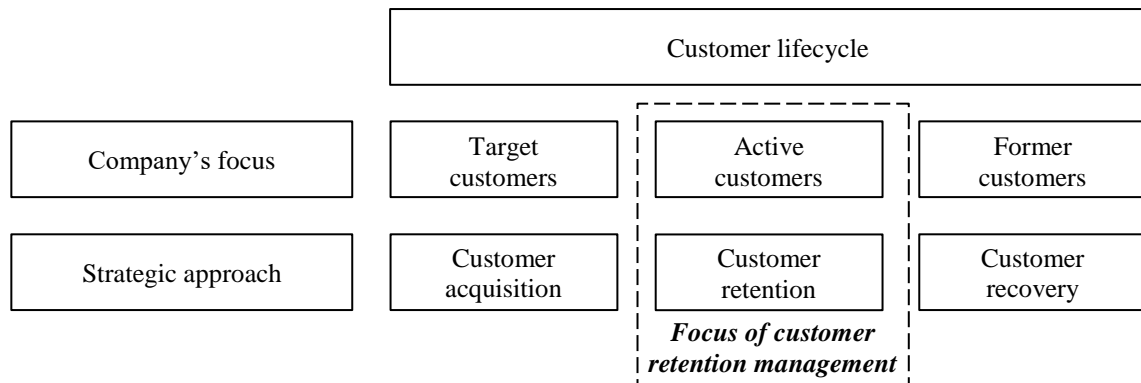 Customer lifecycle
Company’s focus
Target
customers
Active
customers
Former
customers
Strategic approach
Customer
acquisition
Customer
retention
Customer
recovery
Focus of customer
retention management